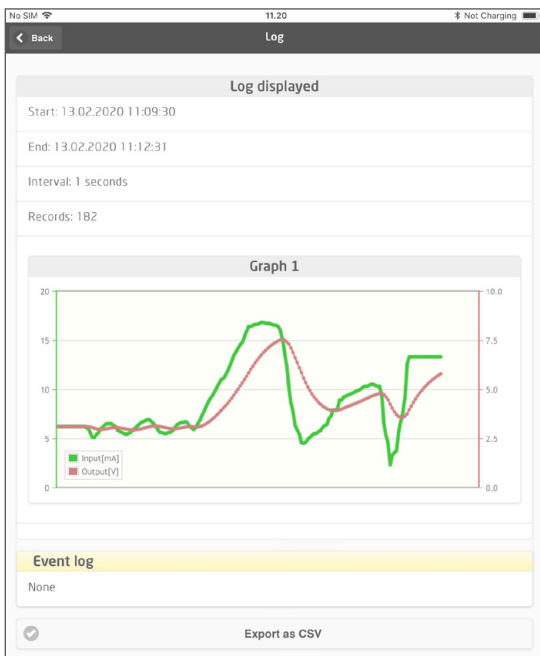 No SIM 11.20 Not Charging
Back Log
Log displayed
Start: 13.02.2020 11:09:30
End: 13.02.2020 11:12:31
Interval: 1 seconds
Records: 182
Graph 1
20 10.0
15 7.5
10 5.0
5 2.5
0 0.0
Input[mA]
Output[V]
Event log
None
Export as CSV